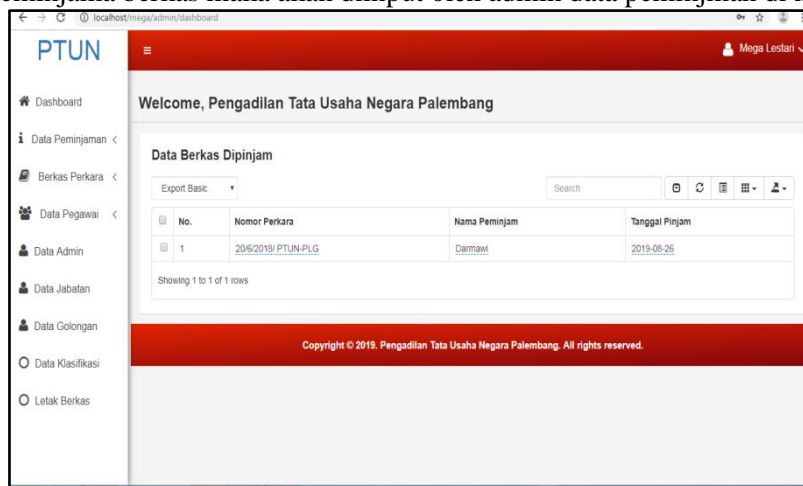 localhost/mega/admin/dashboard
PTUN
Mega Lestari
Dashboard
Welcome, Pengadilan Tata Usaha Negara Palembang
Data Peminjaman
Data Berkas Dipinjam
Berkas Perkara
Export Basic
Search
Data Pegawai
No. Nomor Perkara Nama Peminjam Tanggal Pinjam
1 20/6/2018/ PTUN-PLG Darmawi 2019-08-26
Data Admin
Showing 1 to 1 of 1 rows
Data Jabatan
Data Golongan
Copyright © 2019. Pengadilan Tata Usaha Negara Palembang. All rights reserved.
Data Klasifikasi
Letak Berkas